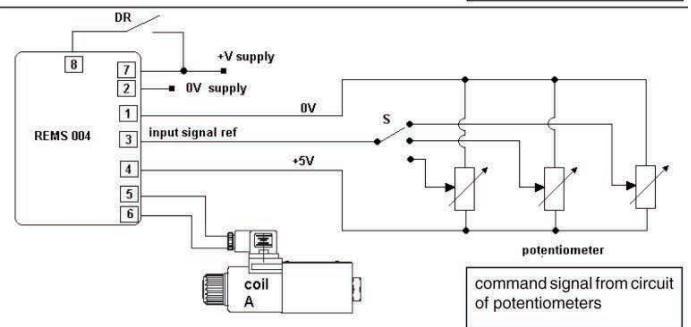 DR
8
7
+V supply
2
0V supply
1
0V
REMS 004
3
input signal ref
S
4
+5V
5
6
coil
A
potentiometer
command signal from circuit
of potentiometers